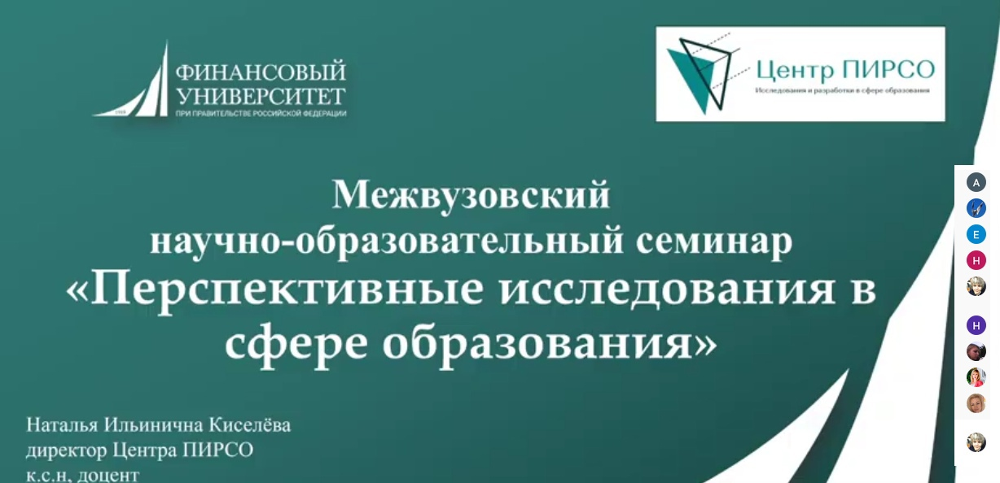 ФИНАНСОВЫЙ
УНИВЕРСИТЕТ
ПРИ ПРАВИТЕЛЬСТВЕ РОССИЙСКОЙ ФЕДЕРАЦИИ
Центр ПИРСО
Исследования и разработки в сфере образования
Межвузовский
научно-образовательный семинар
«Перспективные исследования в
сфере образования»
Наталья Ильинична Киселёва
директор Центра ПИРСО
к.с.н, доцент
A
E
H
H